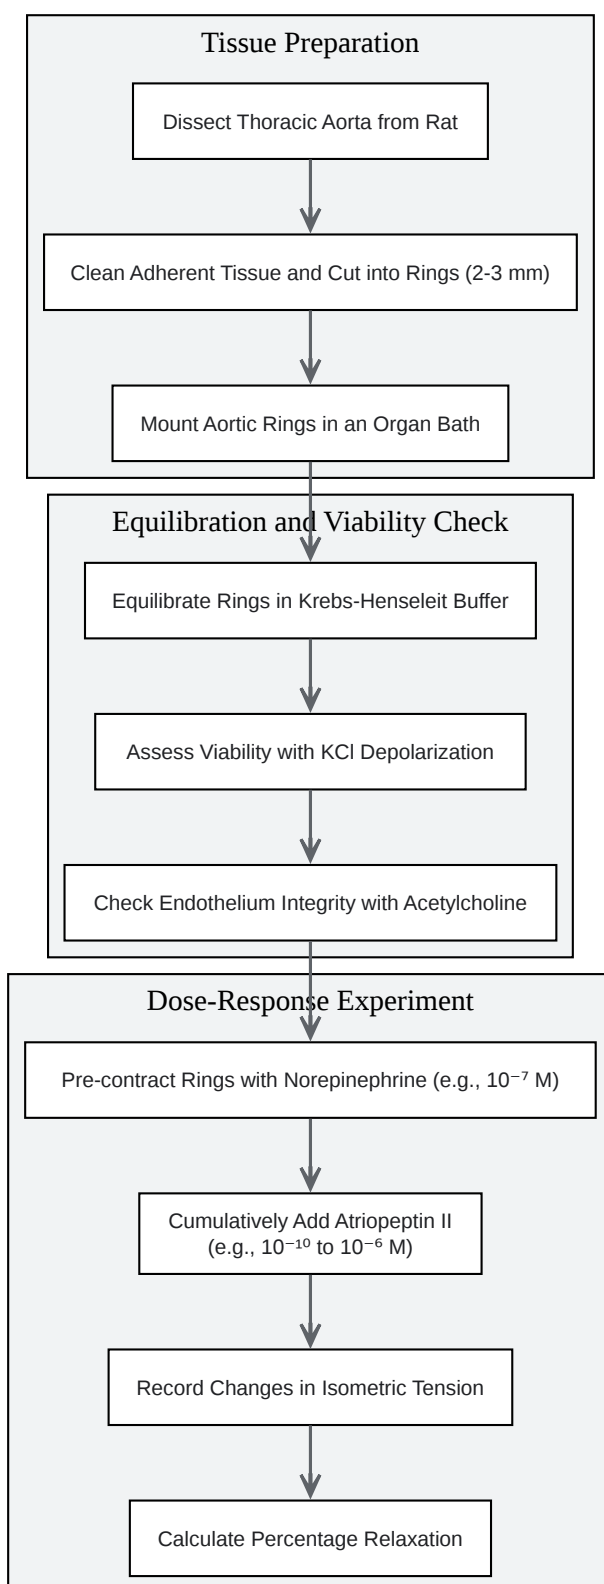 Tissue Preparation
Dissect Thoracic Aorta from Rat
Clean Adherent Tissue and Cut into Rings (2-3 mm)
Mount Aortic Rings in an Organ Bath
Equilibration and Viability Check
Equilibrate Rings in Krebs-Henseleit Buffer
Assess Viability with KCl Depolarization
Check Endothelium Integrity with Acetylcholine
Dose-Response Experiment
Pre-contract Rings with Norepinephrine (e.g., 10⁻⁷ M)
Cumulatively Add Atriopeptin II
(e.g., 10⁻¹⁰ to 10⁻⁶ M)
Record Changes in Isometric Tension
Calculate Percentage Relaxation